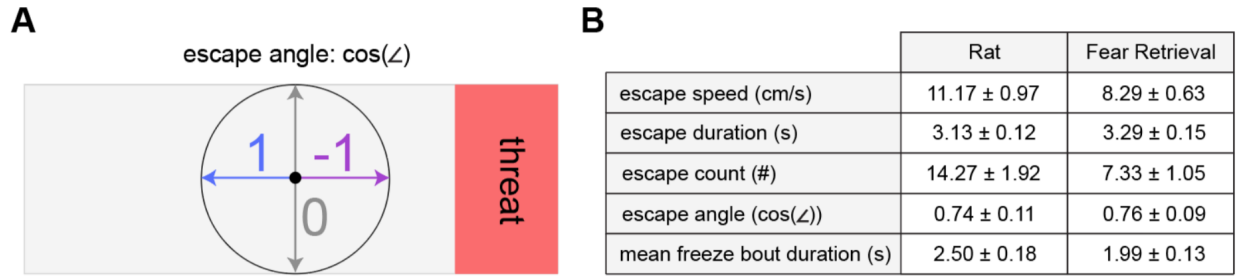 A
escape angle: cos(∠)
1
-1
0
threat
B
Rat Fear Retrieval
escape speed (cm/s) 11.17 ± 0.97 8.29 ± 0.63
escape duration (s) 3.13 ± 0.12 3.29 ± 0.15
escape count (#) 14.27 ± 1.92 7.33 ± 1.05
escape angle (cos(∠)) 0.74 ± 0.11 0.76 ± 0.09
mean freeze bout duration (s) 2.50 ± 0.18 1.99 ± 0.13